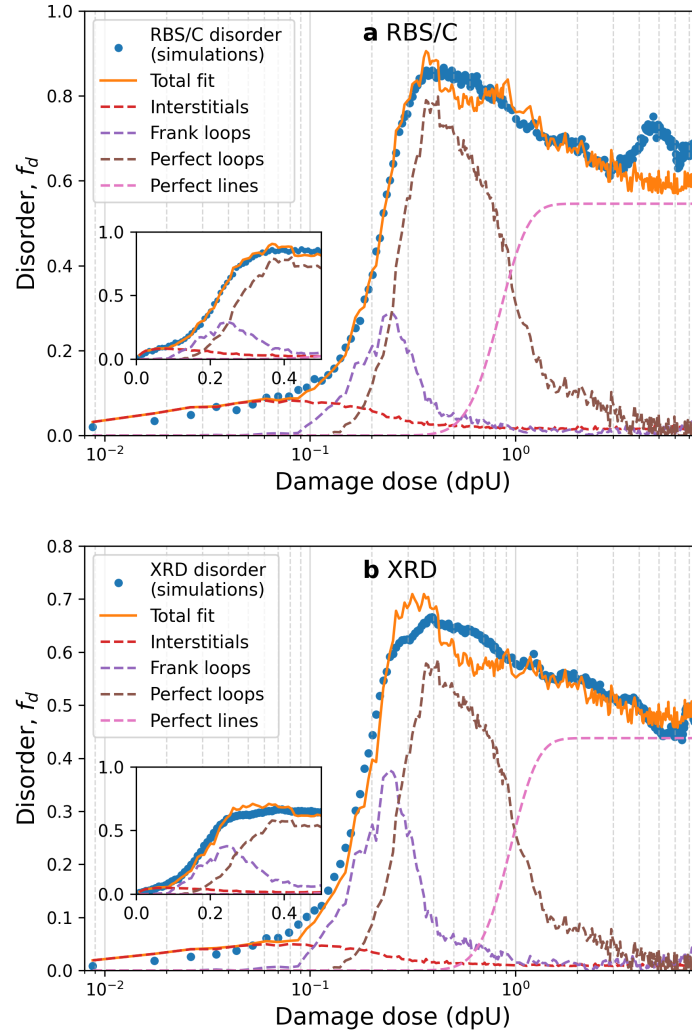 a RBS/C
RBS/C disorder
(simulations)
Total fit
Interstitials
Frank loops
Perfect loops
Perfect lines
Disorder, f_d
1.0
0.8
0.6
0.4
0.2
0.0
1.0
0.5
0.0
0.0 0.2 0.4
10⁻² 10⁻¹ 10⁰
Damage dose (dpU)
b XRD
XRD disorder
(simulations)
Total fit
Interstitials
Frank loops
Perfect loops
Perfect lines
Disorder, f_d
0.8
0.7
0.6
0.5
0.4
0.3
0.2
0.1
0.0
1.0
0.5
0.0
0.0 0.2 0.4
10⁻² 10⁻¹ 10⁰
Damage dose (dpU)